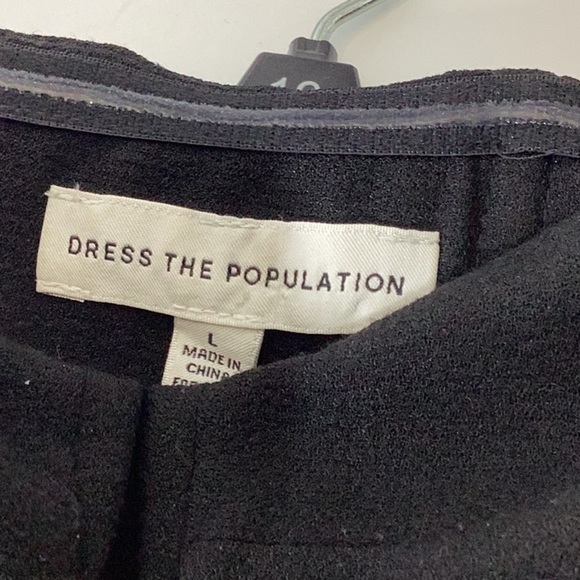 DRESS THE POPULATION
L
MADE IN
CHINA